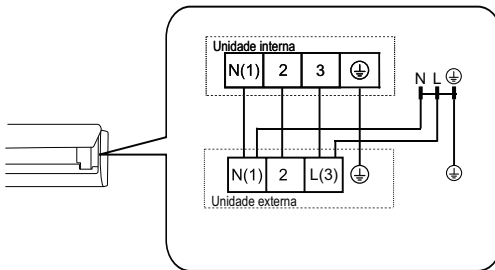 Unidade interna
N(1) 2 3
N L
N(1) 2 L(3)
Unidade externa